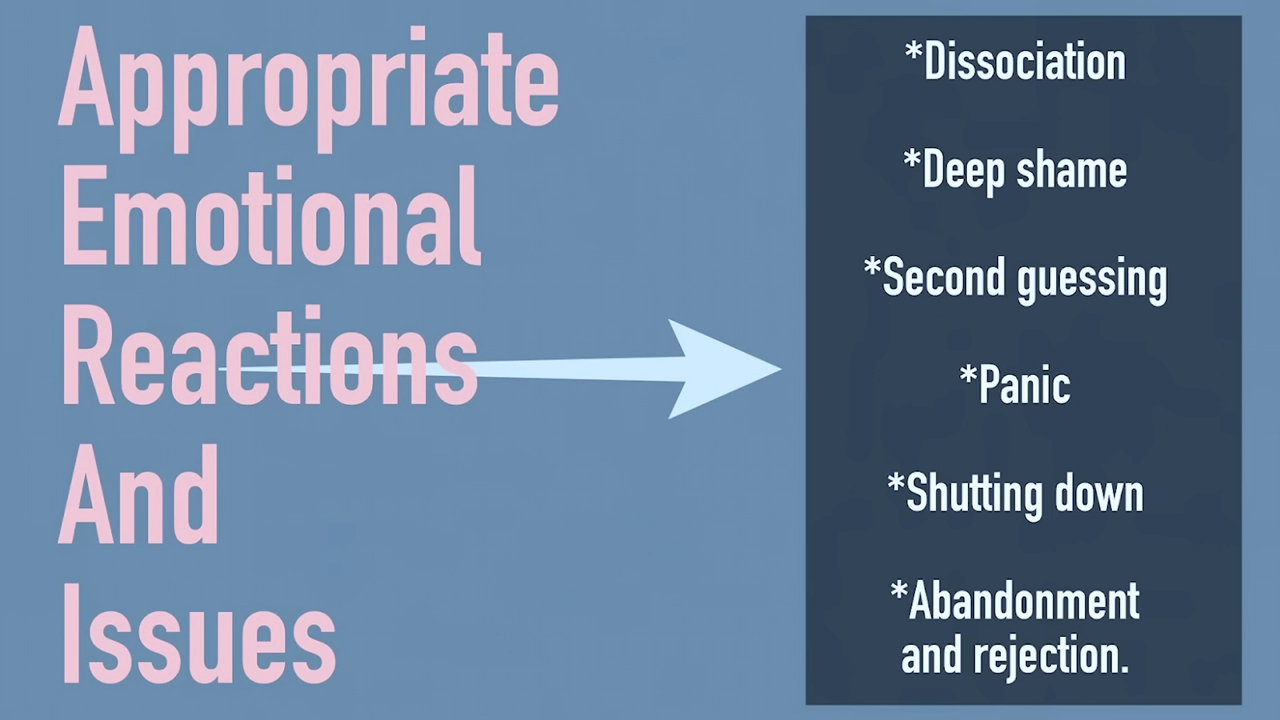 Appropriate
Emotional
Reactions
And
Issues
*Dissociation
*Deep shame
*Second guessing
*Panic
*Shutting down
*Abandonment
and rejection.